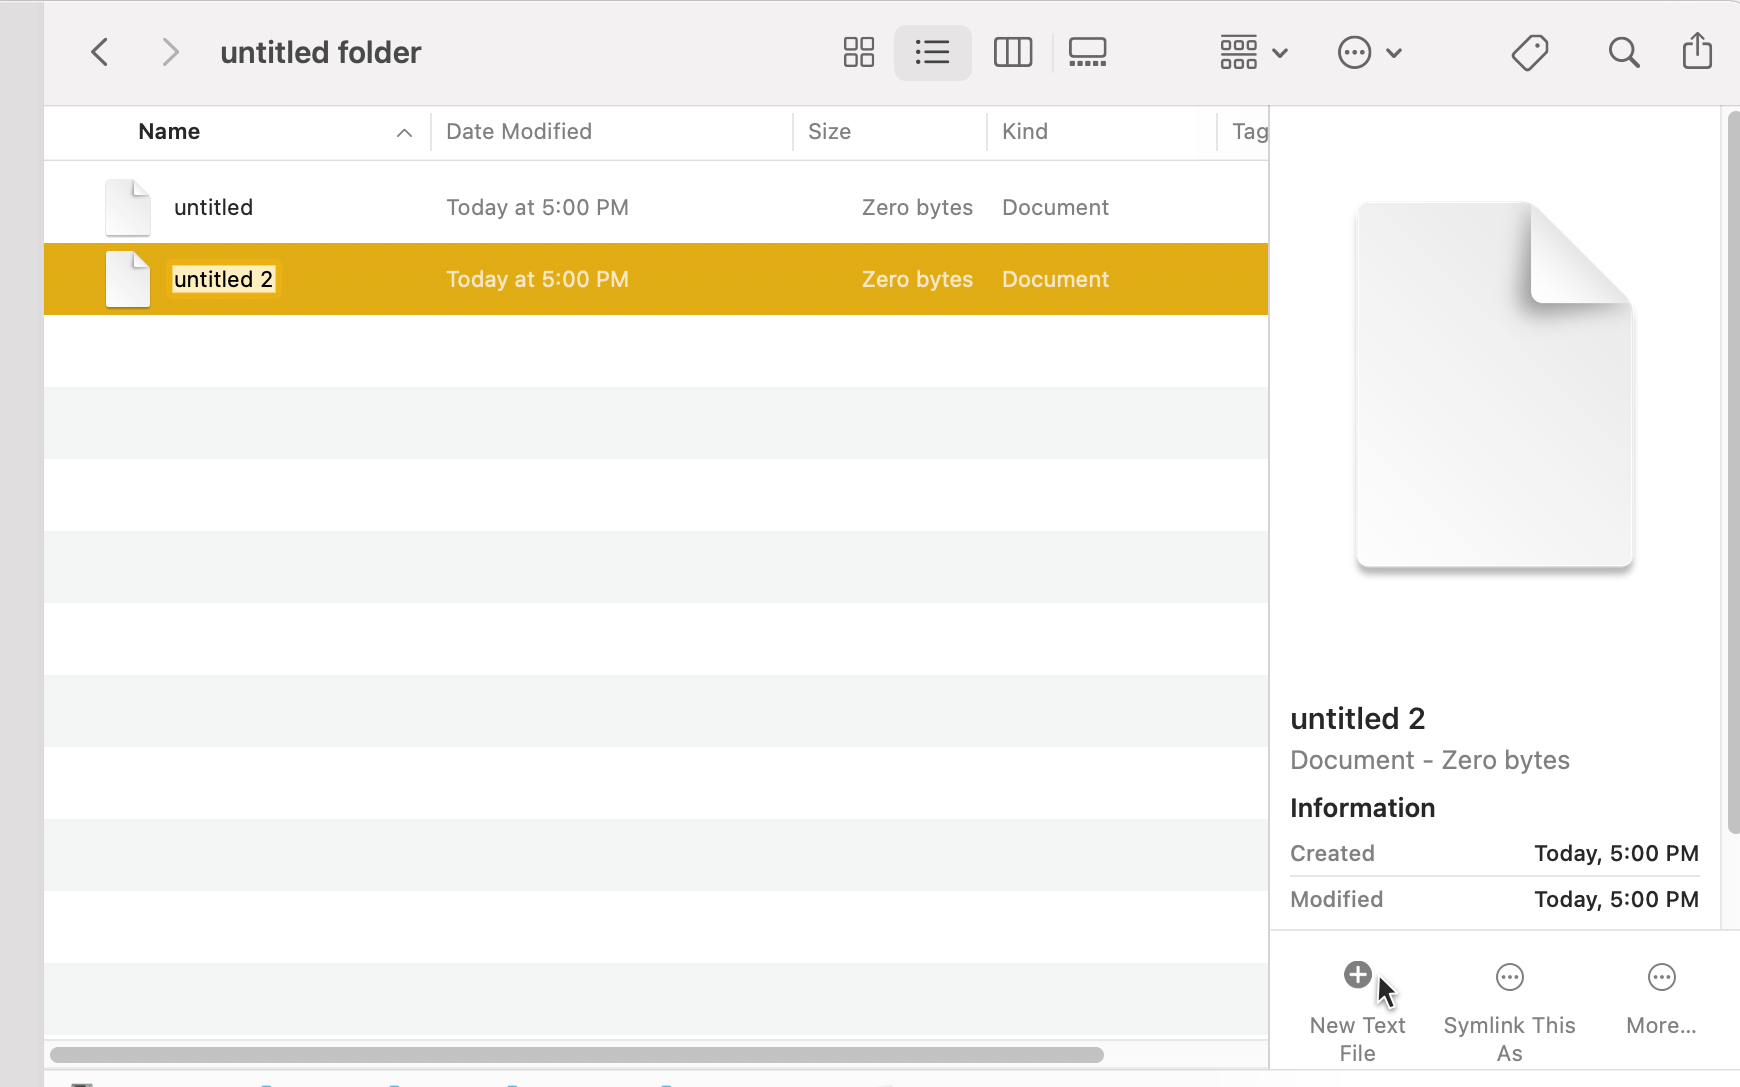 untitled folder
Name Date Modified Size Kind Tag
untitled Today at 5:00 PM Zero bytes Document
untitled 2 Today at 5:00 PM Zero bytes Document
untitled 2
Document - Zero bytes
Information
Created Today, 5:00 PM
Modified Today, 5:00 PM
New Text File
Symlink This As
More...